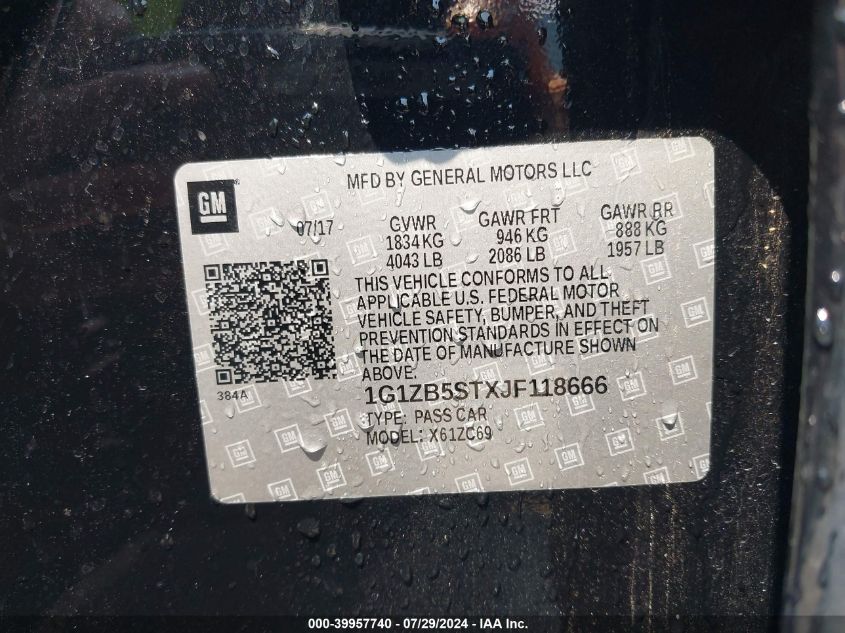 MFD BY GENERAL MOTORS LLC
GM
07/17
GVWR
1834 KG
4043 LB
GAWR FRT
946 KG
2086 LB
GAWR RR
888 KG
1957 LB
THIS VEHICLE CONFORMS TO ALL
APPLICABLE U.S. FEDERAL MOTOR
VEHICLE SAFETY, BUMPER, AND THEFT
PREVENTION STANDARDS IN EFFECT ON
THE DATE OF MANUFACTURE SHOWN
ABOVE.
384A
1G1ZB5STXJF118666
TYPE: PASS CAR
MODEL: X61ZC69
000-39957740 - 07/29/2024 - IAA Inc.